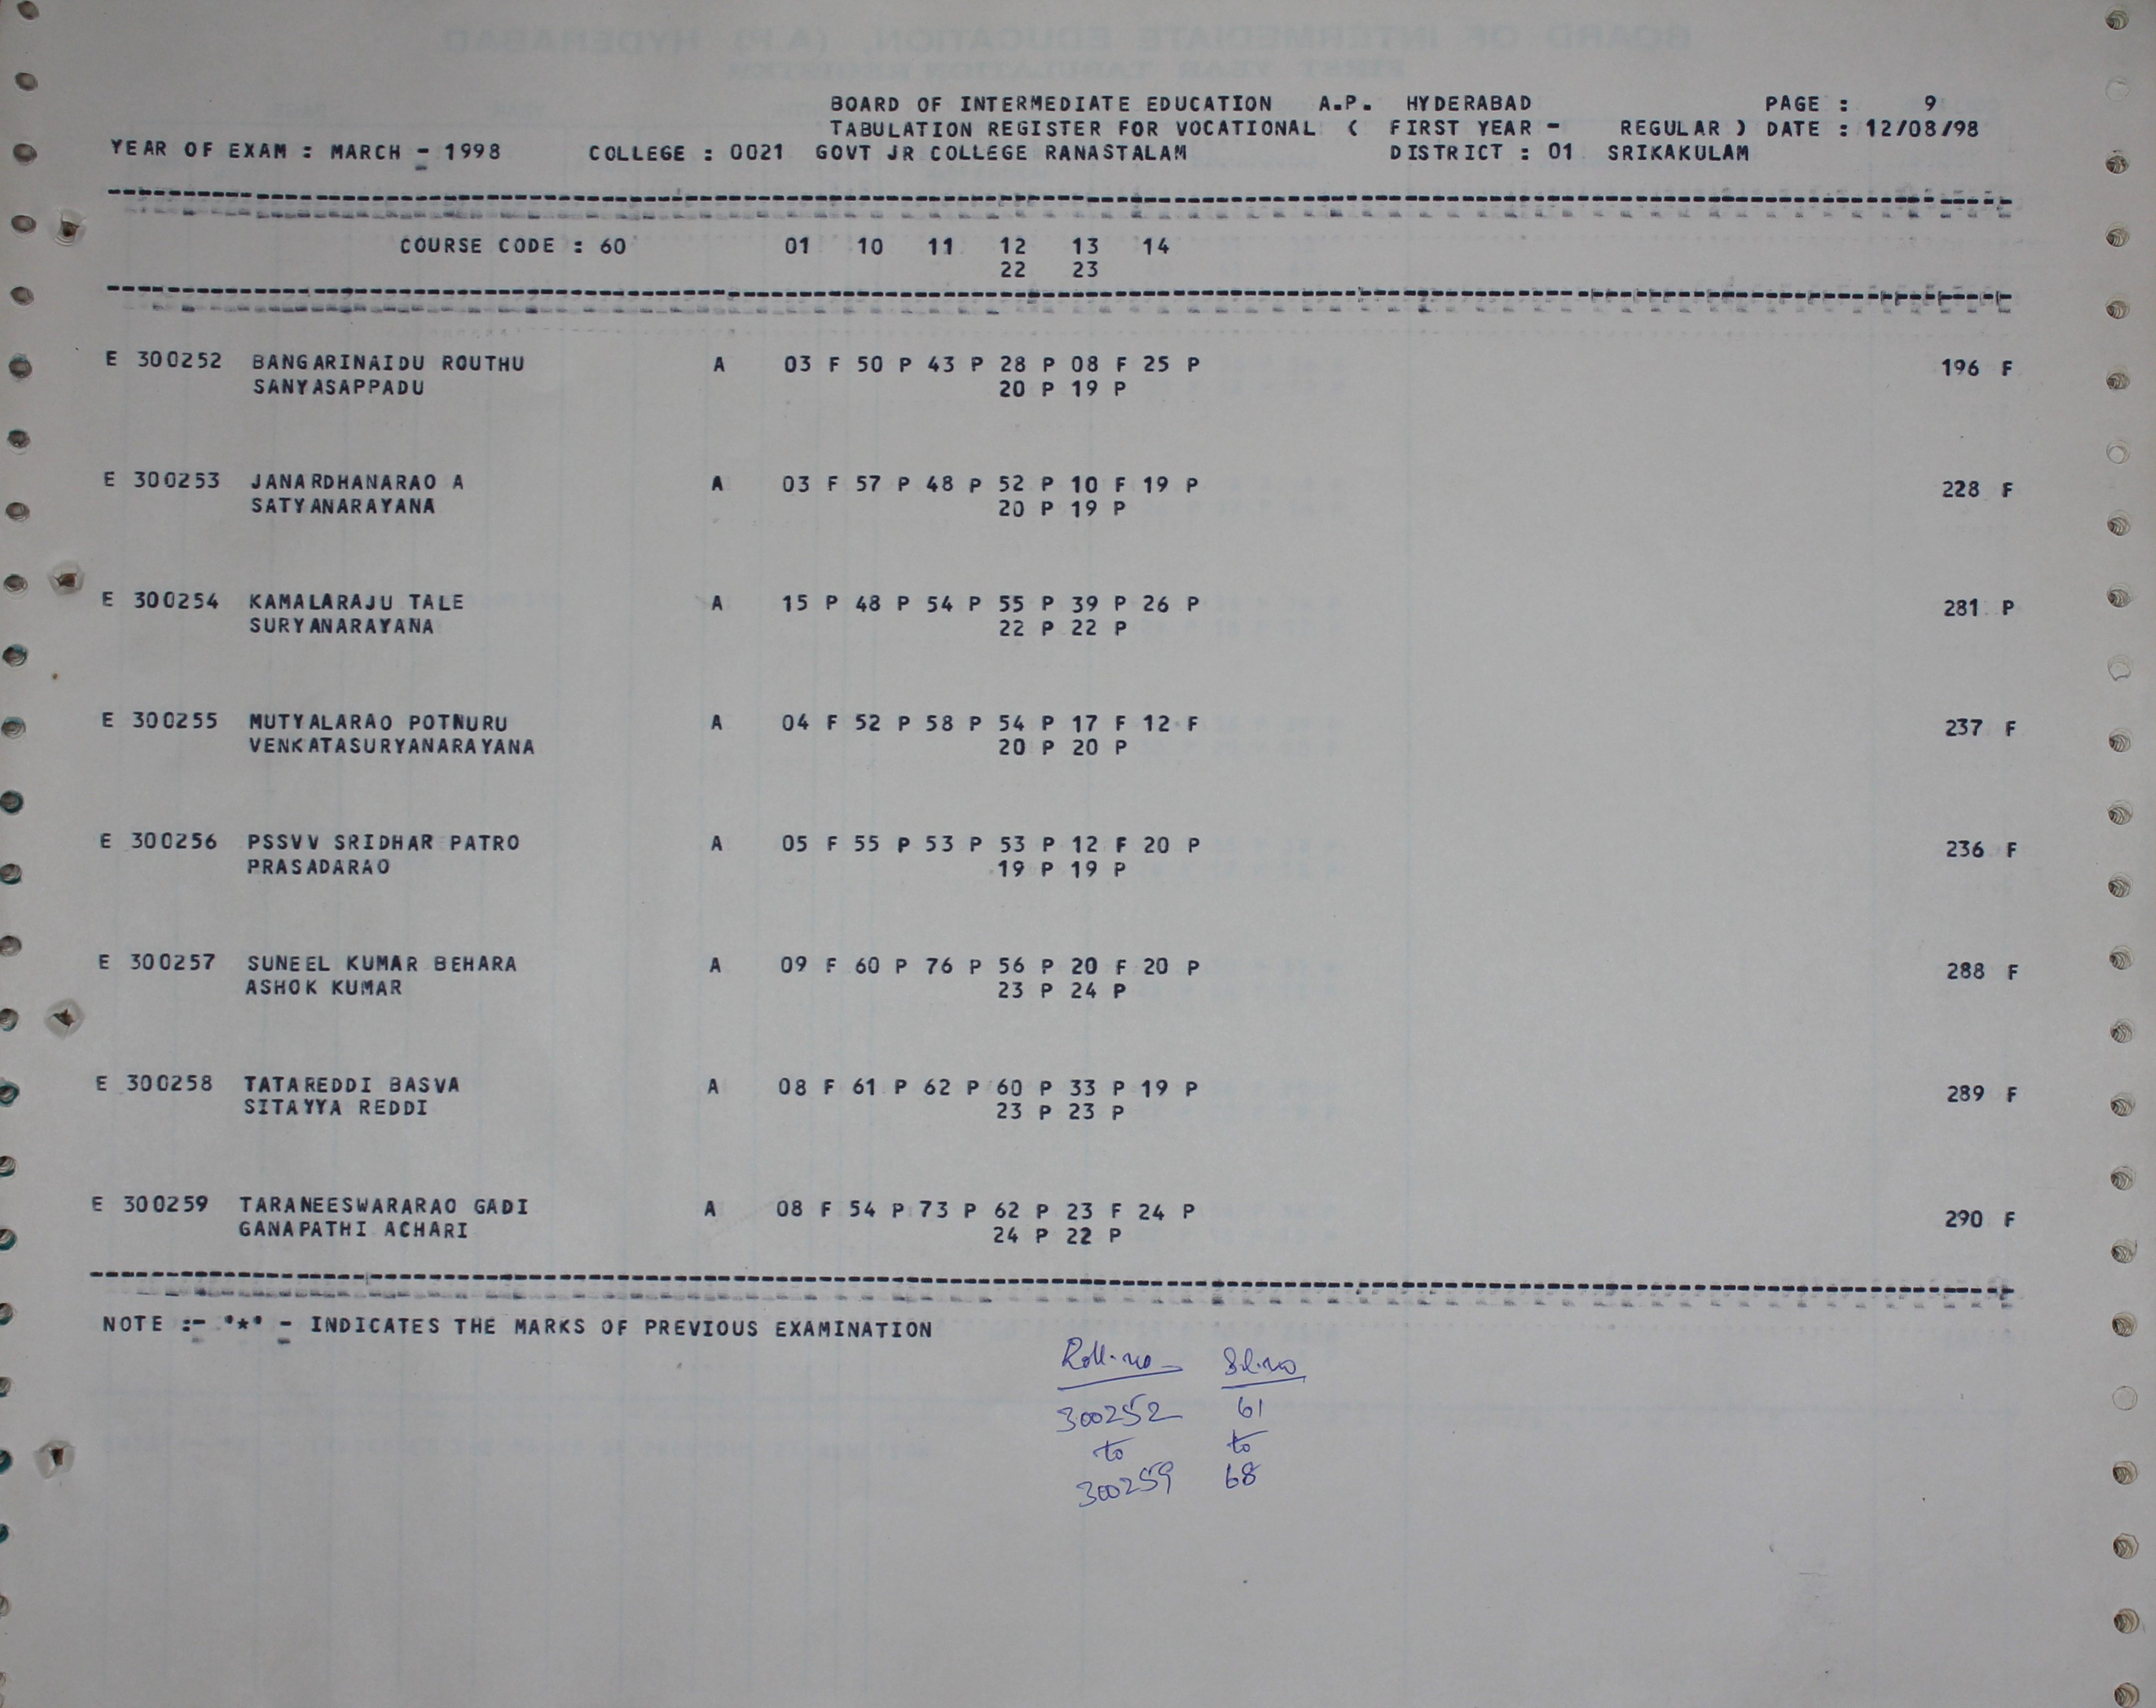 BOARD OF INTERMEDIATE EDUCATION A.P. HYDERABAD PAGE : 9
TABULATION REGISTER FOR VOCATIONAL ( FIRST YEAR - REGULAR ) DATE : 12/08/98
YEAR OF EXAM : MARCH - 1998 COLLEGE : 0021 GOVT JR COLLEGE RANASTALAM DISTRICT : 01 SRIKAKULAM
COURSE CODE : 60 01 10 11 12 13 14
22 23
E 300252 BANGARINAIDU ROUTHU A 03 F 50 P 43 P 28 P 08 F 25 P 196 F
SANYASAPPADU 20 P 19 P
E 300253 JANARDHANARAO A A 03 F 57 P 48 P 52 P 10 F 19 P 228 F
SATYANARAYANA 20 P 19 P
E 300254 KAMALARAJU TALE A 15 P 48 P 54 P 55 P 39 P 26 P 281 P
SURYANARAYANA 22 P 22 P
E 300255 MUTYALARAO POTNURU A 04 F 52 P 58 P 54 P 17 F 12 F 237 F
VENKATASURYANARAYANA 20 P 20 P
E 300256 PSSVV SRIDHAR PATRO A 05 F 55 P 53 P 53 P 12 F 20 P 236 F
PRASADARAO 19 P 19 P
E 300257 SUNEEL KUMAR BEHARA A 09 F 60 P 76 P 56 P 20 F 20 P 288 F
ASHOK KUMAR 23 P 24 P
E 300258 TATAREDDI BASVA A 08 F 61 P 62 P 60 P 33 P 19 P 289 F
SITAYYA REDDI 23 P 23 P
E 300259 TARANEESWARARAO GADI A 08 F 54 P 73 P 62 P 23 F 24 P 290 F
GANAPATHI ACHARI 24 P 22 P
NOTE :- '*' - INDICATES THE MARKS OF PREVIOUS EXAMINATION
Roll.no Sl.no
300252 61
to to
300259 68